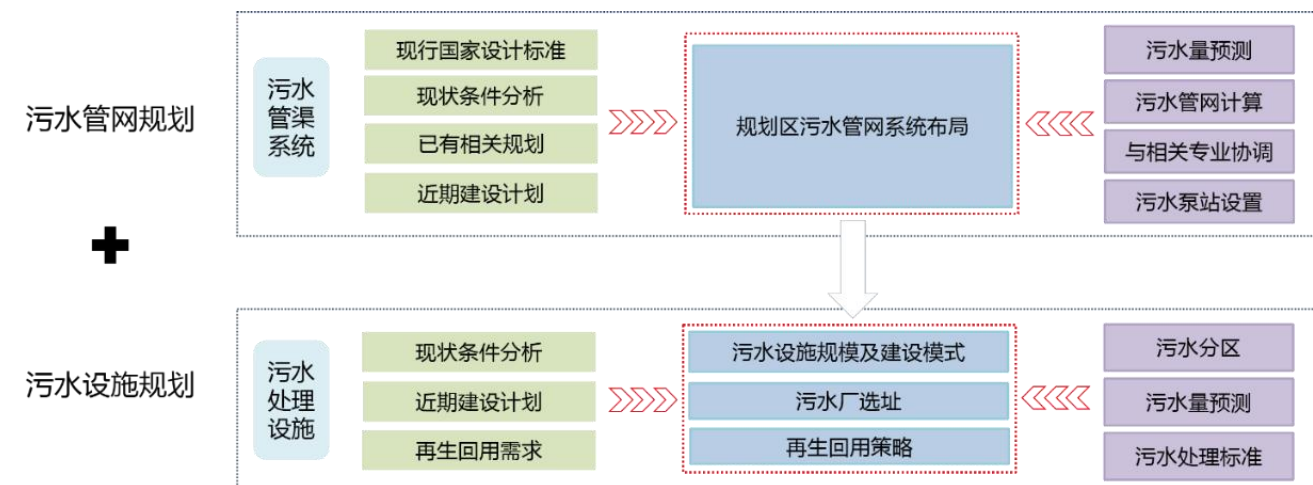 污水管网规划
污水
管渠
系统
现行国家设计标准
现状条件分析
已有相关规划
近期建设计划
规划区污水管网系统布局
污水量预测
污水管网计算
与相关专业协调
污水泵站设置
污水设施规划
污水
处理
设施
现状条件分析
近期建设计划
再生回用需求
污水设施规模及建设模式
污水厂选址
再生回用策略
污水分区
污水量预测
污水处理标准